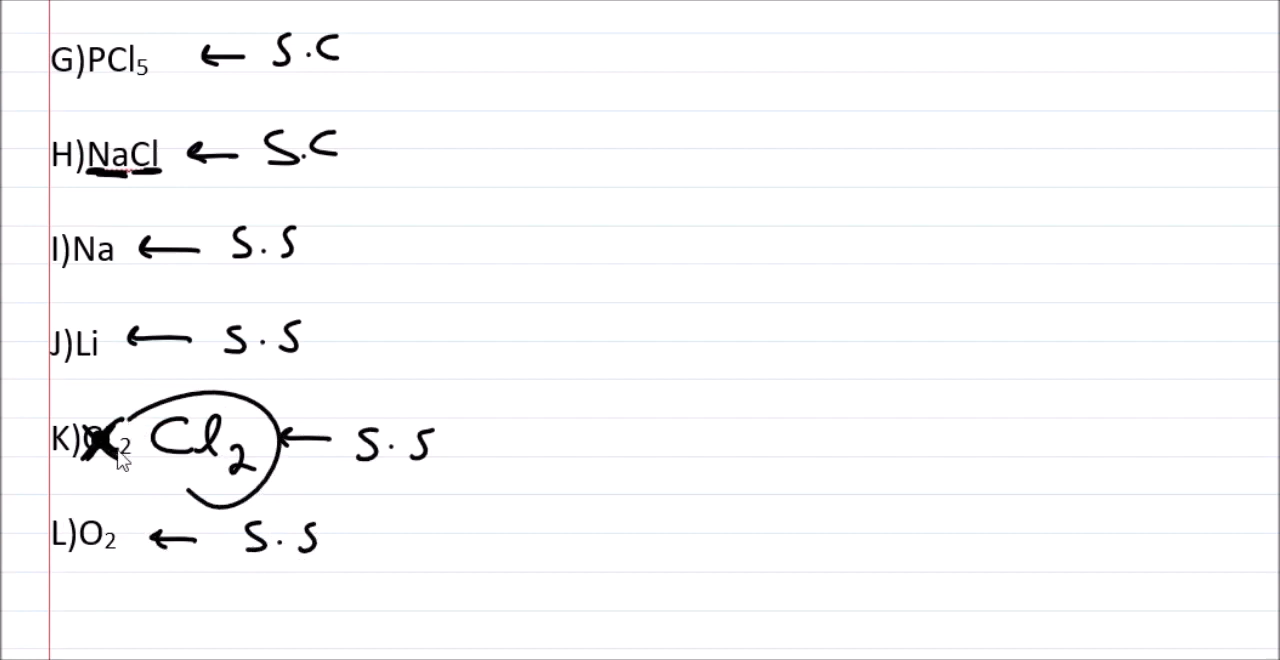 G)PCl₅ ← S.C
H)NaCl ← S.C
I)Na ← S.S
J)Li ← S.S
K) Cl₂ ← S.S
L)O₂ ← S.S